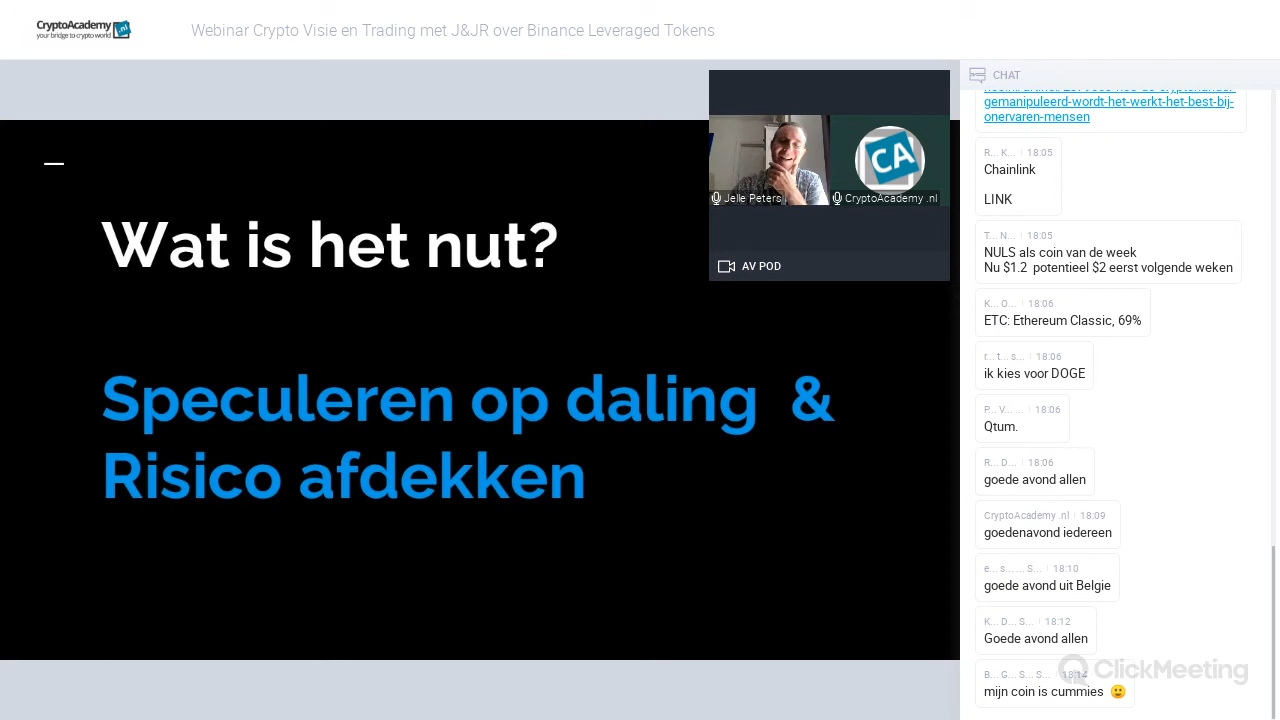 CryptoAcademy .nl
your bridge to crypto world
Webinar Crypto Visie en Trading met J&JR over Binance Leveraged Tokens
Wat is het nut?
Speculeren op daling &
Risico afdekken
CA
Jelle Peters
CryptoAcademy .nl
AV POD
CHAT
gemanipuleerd-wordt-het-werkt-het-best-bij-
onervaren-mensen
R... K... 18:05
Chainlink
LINK
T... N... 18:05
NULS als coin van de week
Nu $1.2 potentieel $2 eerst volgende weken
K... O... 18:06
ETC: Ethereum Classic, 69%
r... t... s... 18:06
ik kies voor DOGE
P... V... ... 18:06
Qtum.
R... D... 18:06
goede avond allen
CryptoAcademy .nl 18:09
goedenavond iedereen
e... s... ... S... 18:10
goede avond uit Belgie
K... D... S... 18:12
Goede avond allen
B... G... S... S... 18:14
mijn coin is cummies 🙂
ClickMeeting